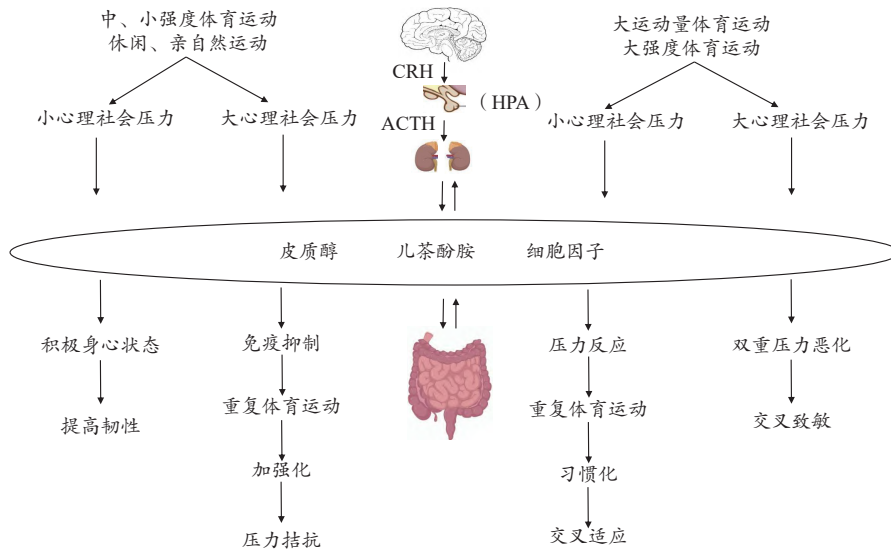 中、小强度体育运动
休闲、亲自然运动
大运动量体育运动
大强度体育运动
CRH
（HPA）
ACTH
小心理社会压力
大心理社会压力
小心理社会压力
大心理社会压力
皮质醇
儿茶酚胺
细胞因子
积极身心状态
免疫抑制
压力反应
双重压力恶化
提高韧性
重复体育运动
重复体育运动
交叉致敏
加强化
习惯化
压力拮抗
交叉适应